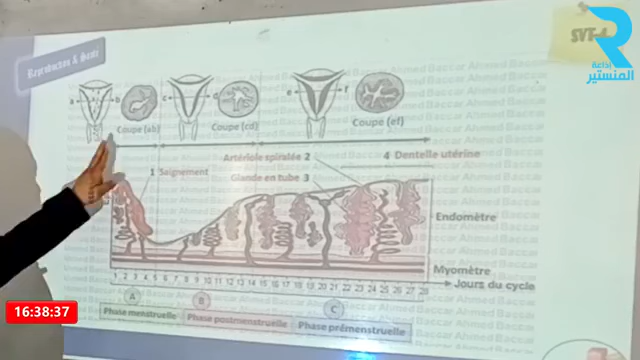 Reproduction & Santé
SVT-4
إذاعة
المنستير
a
b
c
d
e
f
Coupe (ab)
Coupe (cd)
Coupe (ef)
Artériole spiralée 2
4 Dentelle utérine
1 Saignement
Glande en tube 3
Endomètre
Myomètre
Jours du cycle
1 2 3 4 5 6 7 8 9 10 11 12 13 14 15 16 17 18 19 20 21 22 23 24 25 26 27 28
A
B
C
Phase menstruelle
Phase postmenstruelle
Phase prémenstruelle
16:38:37
Ahmed Baccar